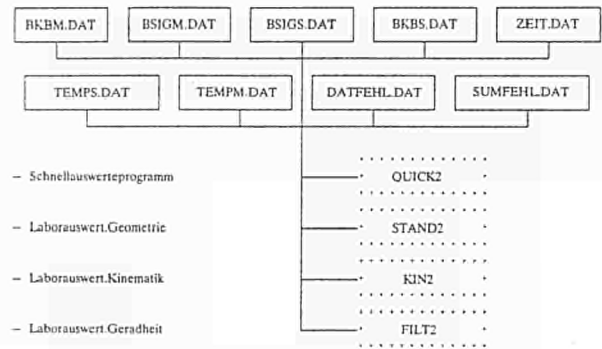 BKBM.DAT BSIGM.DAT BSIGS.DAT BKBS.DAT ZEIT.DAT
TEMPS.DAT TEMPM.DAT DATFEHL.DAT SUMFEHL.DAT
– Schnellauswerteprogramm QUICK2
– Laborauswert.Geometrie STAND2
– Laborauswert.Kinematik KIN2
– Laborauswert.Geradheit FILT2